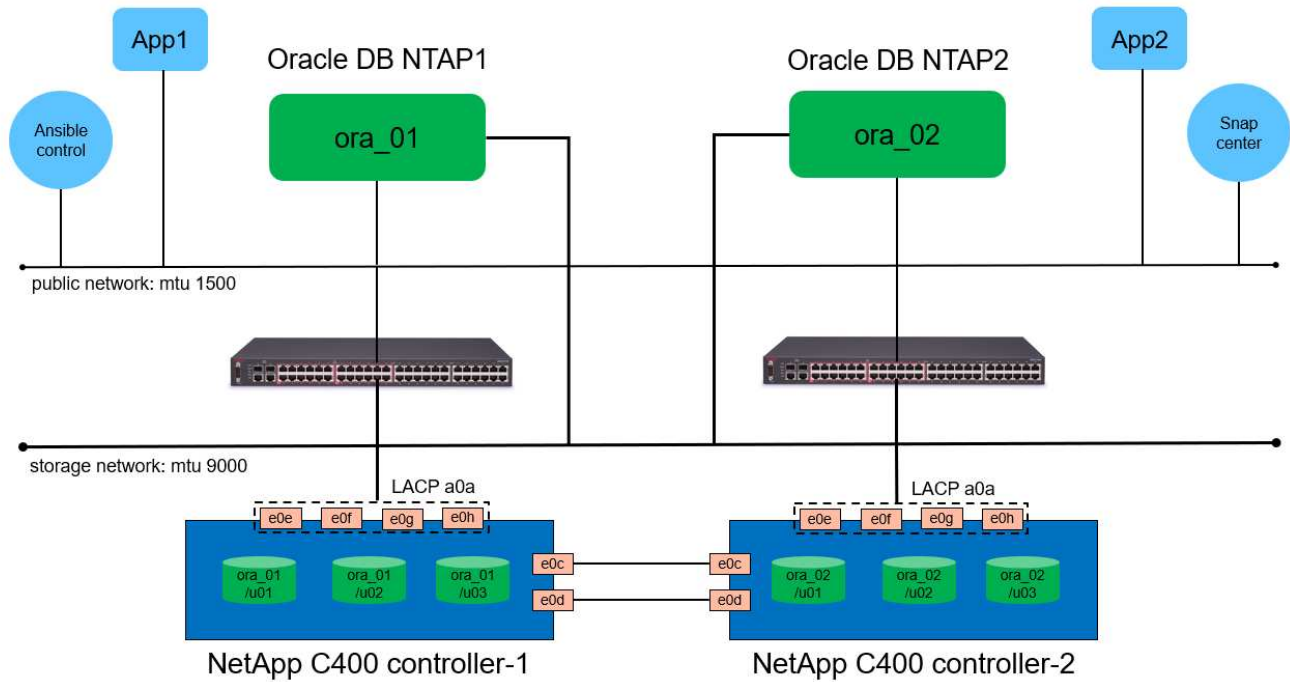 App1
App2
Oracle DB NTAP1
Oracle DB NTAP2
Ansible
control
ora_01
ora_02
Snap
center
public network: mtu 1500
storage network: mtu 9000
LACP a0a
LACP a0a
e0e
e0f
e0g
e0h
e0e
e0f
e0g
e0h
ora_01
/u01
ora_01
/u02
ora_01
/u03
e0c
e0d
e0c
e0d
ora_02
/u01
ora_02
/u02
ora_02
/u03
NetApp C400 controller-1
NetApp C400 controller-2